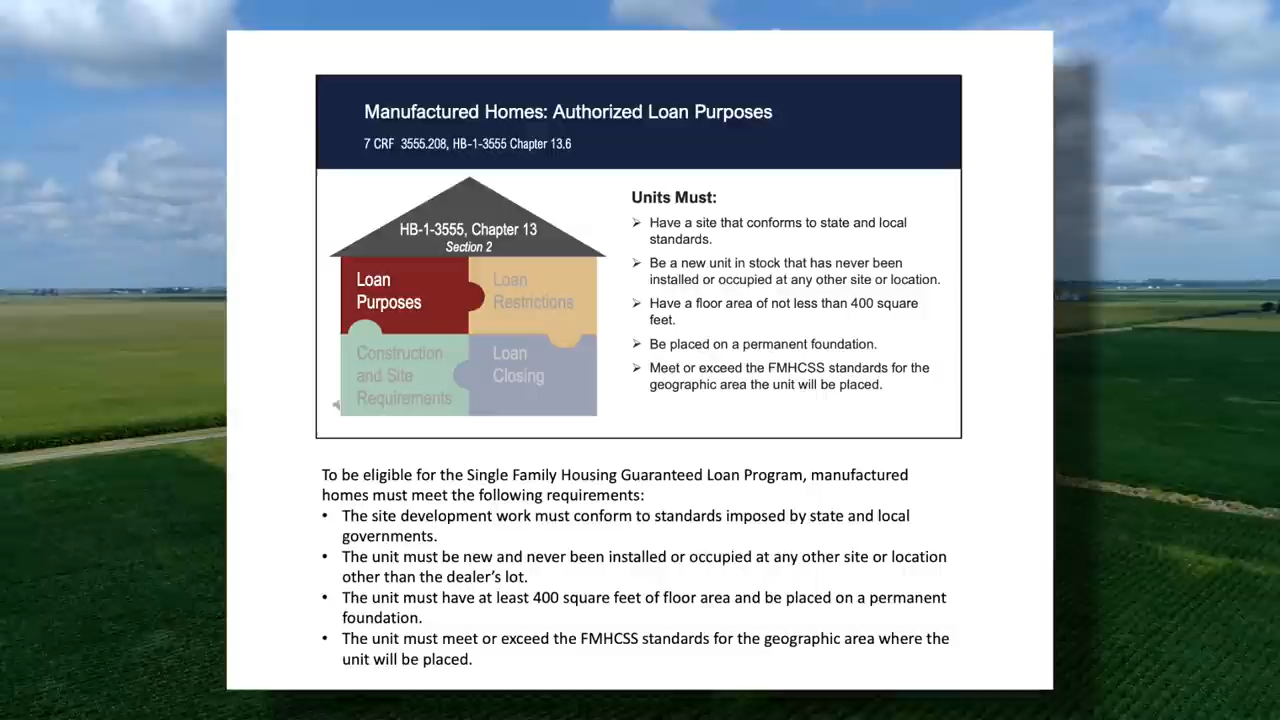 Manufactured Homes: Authorized Loan Purposes
7 CRF 3555.208, HB-1-3555 Chapter 13.6
HB-1-3555, Chapter 13
Section 2
Loan
Purposes
Loan
Restrictions
Construction
and Site
Requirements
Loan
Closing
Units Must:
➢ Have a site that conforms to state and local
standards.
➢ Be a new unit in stock that has never been
installed or occupied at any other site or location.
➢ Have a floor area of not less than 400 square
feet.
➢ Be placed on a permanent foundation.
➢ Meet or exceed the FMHCSS standards for the
geographic area the unit will be placed.
To be eligible for the Single Family Housing Guaranteed Loan Program, manufactured
homes must meet the following requirements:
• The site development work must conform to standards imposed by state and local
governments.
• The unit must be new and never been installed or occupied at any other site or location
other than the dealer’s lot.
• The unit must have at least 400 square feet of floor area and be placed on a permanent
foundation.
• The unit must meet or exceed the FMHCSS standards for the geographic area where the
unit will be placed.